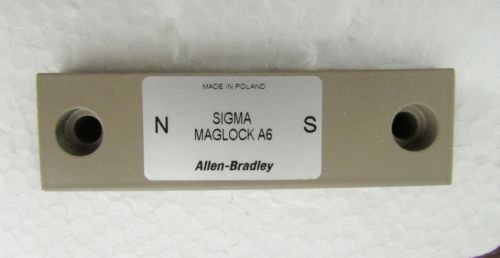 MADE IN POLAND
N SIGMA S
MAGLOCK A6
Allen-Bradley